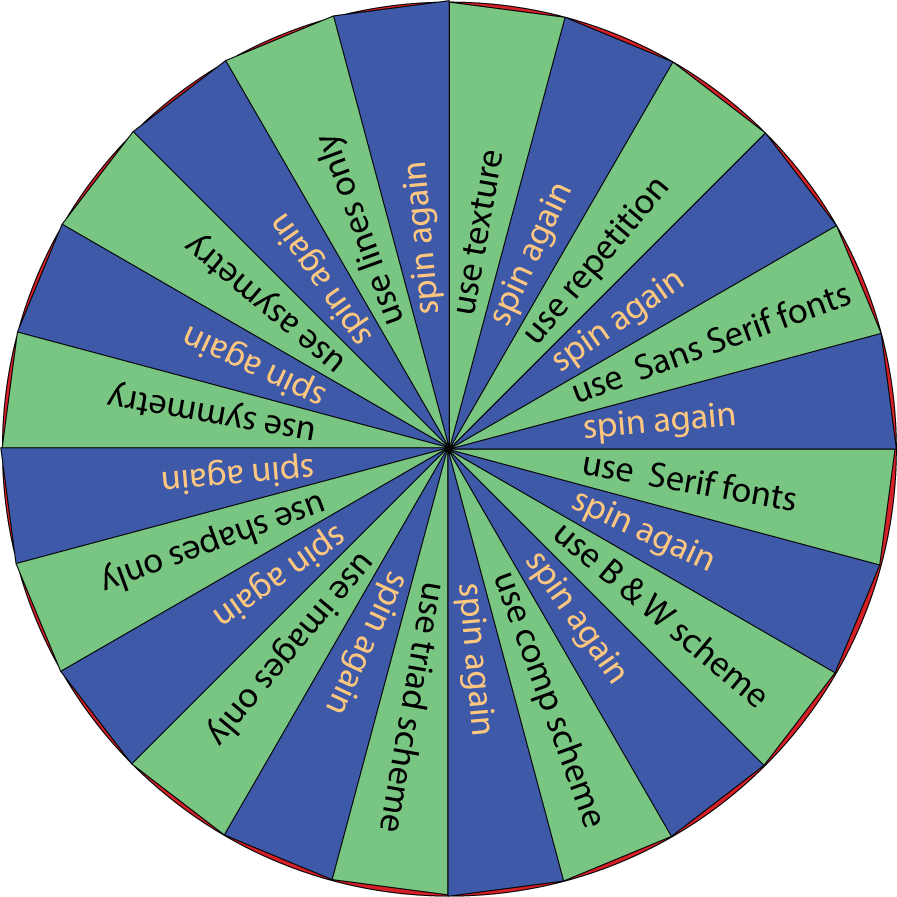 use texture
spin again
use repetition
spin again
use  Sans Serif fonts
spin again
use  Serif fonts
spin again
use B & W scheme
spin again
use comp scheme
spin again
use triad scheme
spin again
use images only
spin again
use shapes only
spin again
use symmetry
spin again
use asymetry
spin again
use lines only
spin again